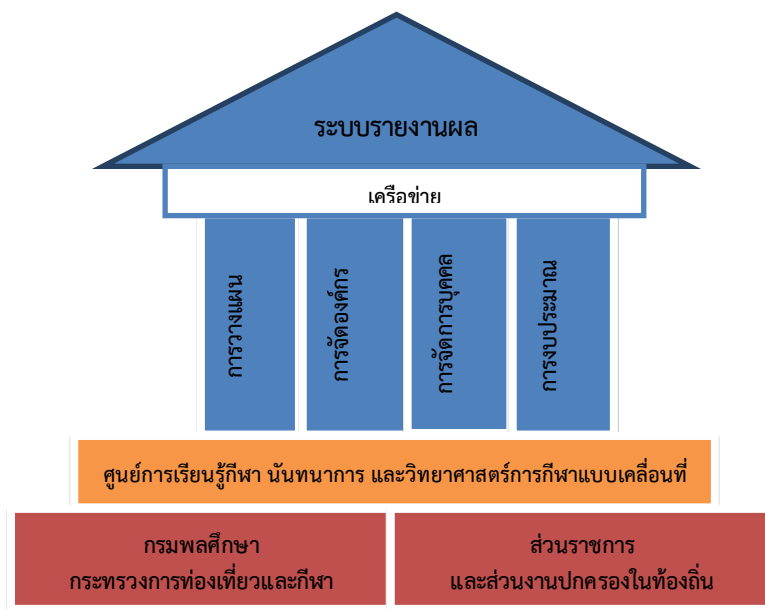 ระบบรายงานผล
เครือข่าย
การวางแผน
การจัดองค์กร
การจัดการบุคคล
การงบประมาณ
ศูนย์การเรียนรู้กีฬา นันทนาการ และวิทยาศาสตร์การกีฬาแบบเคลื่อนที่
กรมพลศึกษา
กระทรวงการท่องเที่ยวและกีฬา
ส่วนราชการ
และส่วนงานปกครองในท้องถิ่น